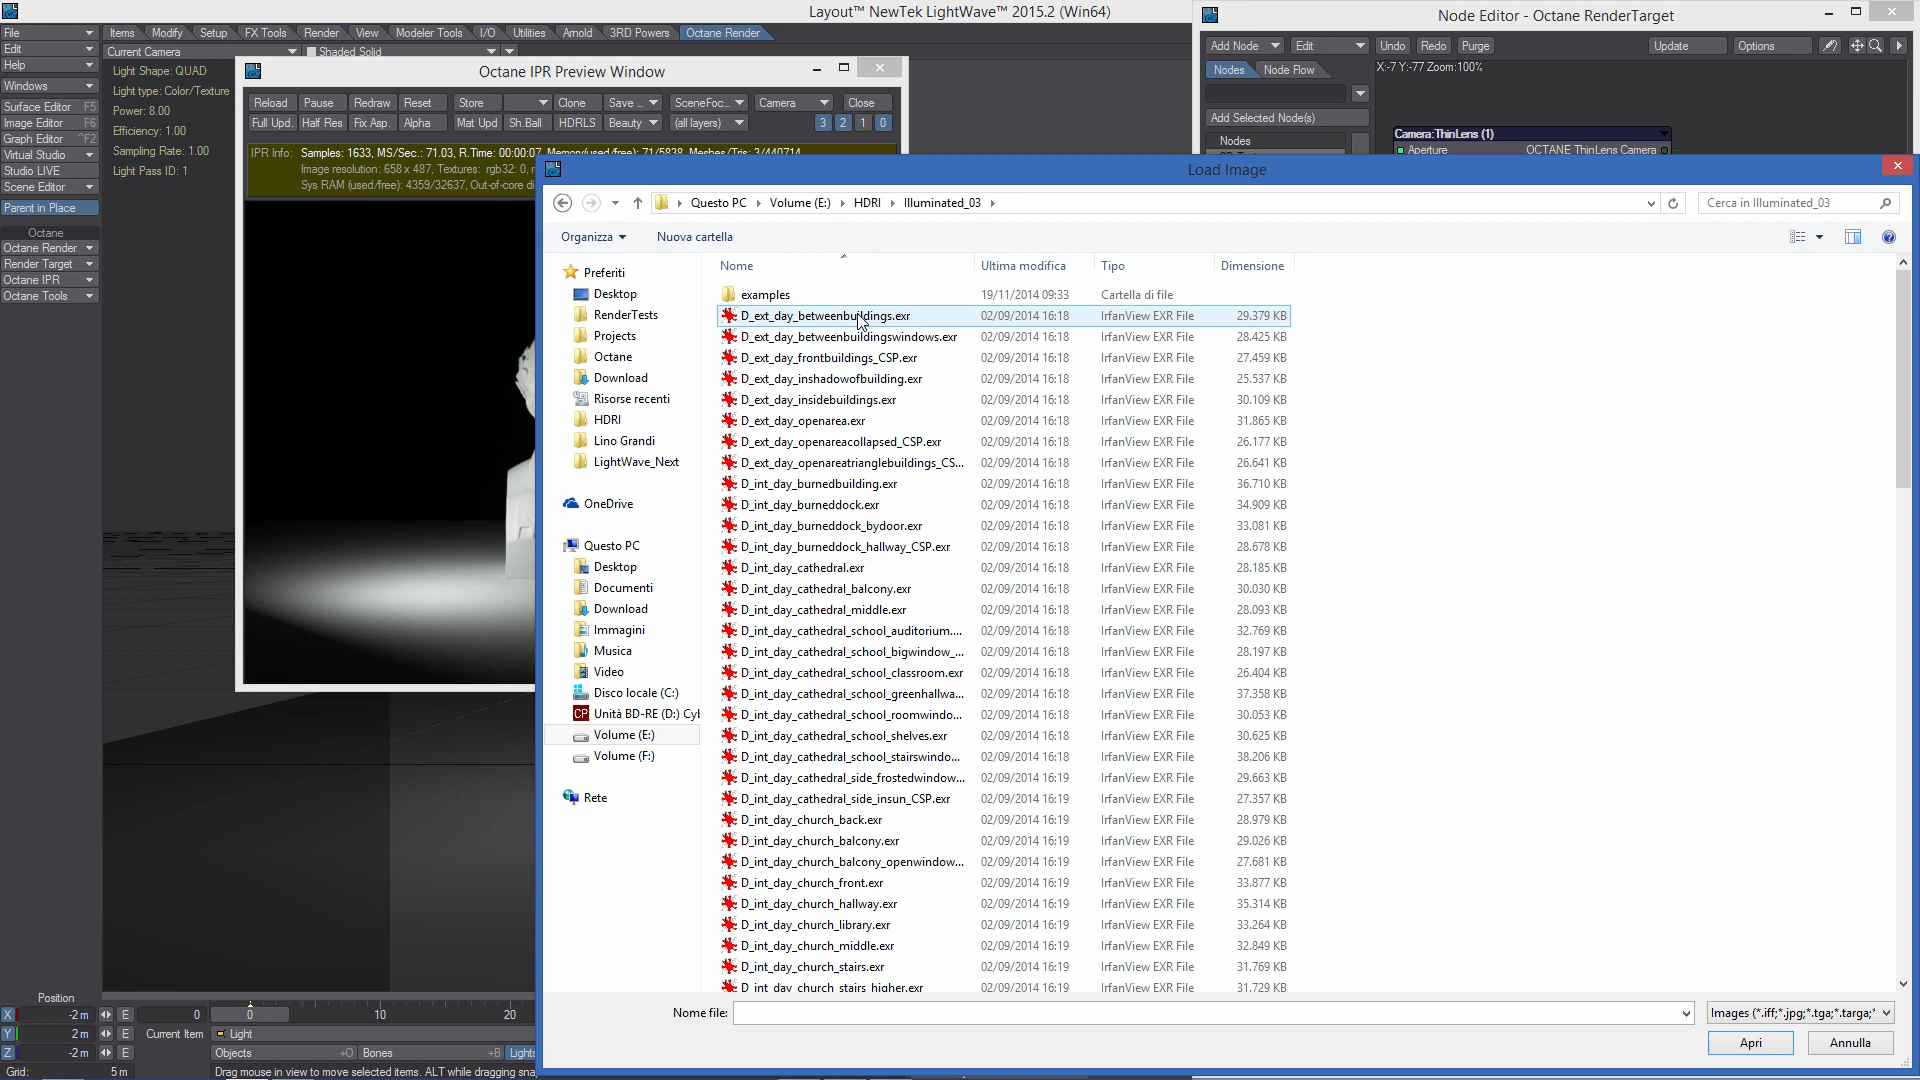 Layout™ NewTek LightWave™ 2015.2 (Win64)
File
Edit
Help
Windows
Surface Editor F5
Image Editor F6
Graph Editor ^F2
Virtual Studio
Studio LIVE
Scene Editor
Parent in Place
Octane
Octane Render
Render Target
Octane IPR
Octane Tools
Items Modify Setup FX Tools Render View Modeler Tools I/O Utilities Arnold 3RD Powers Octane Render
Current Camera Shaded Solid
Light Shape: QUAD
Light type: Color/Texture
Power: 8.00
Efficiency: 1.00
Sampling Rate: 1.00
Light Pass ID: 1
Octane IPR Preview Window
Reload Pause Redraw Reset Store Clone Save ... SceneFoc... Camera Close
Full Upd. Half Res Fix Asp. Alpha Mat Upd Sh.Ball HDRLS Beauty (all layers) 3 2 1 0
IPR Info: Samples: 1633, MS/Sec.: 71.03, R.Time: 00:00:07, Memory(used/free): 71/5838, Meshes/Tris: 3/440714
Image resolution: 658 x 487, Textures: rgb32: 0,
Sys RAM (used/free): 4359/32637, Out-of-core
Node Editor - Octane RenderTarget
Add Node Edit Undo Redo Purge Update Options
Nodes Node Flow
X:-7 Y:-77 Zoom:100%
Add Selected Node(s)
Nodes
Camera:ThinLens (1)
Aperture OCTANE ThinLens Camera
Load Image
Questo PC Volume (E:) HDRI Illuminated_03
Cerca in Illuminated_03
Organizza Nuova cartella
Preferiti
Desktop
RenderTests
Projects
Octane
Download
Risorse recenti
HDRI
Lino Grandi
LightWave_Next
OneDrive
Questo PC
Desktop
Documenti
Download
Immagini
Musica
Video
Disco locale (C:)
CP Unità BD-RE (D:) Cyl
Volume (E:)
Volume (F:)
Rete
Nome Ultima modifica Tipo Dimensione
examples 19/11/2014 09:33 Cartella di file
D_ext_day_betweenbuildings.exr 02/09/2014 16:18 IrfanView EXR File 29.379 KB
D_ext_day_betweenbuildingswindows.exr 02/09/2014 16:18 IrfanView EXR File 28.425 KB
D_ext_day_frontbuildings_CSP.exr 02/09/2014 16:18 IrfanView EXR File 27.459 KB
D_ext_day_inshadowofbuilding.exr 02/09/2014 16:18 IrfanView EXR File 25.537 KB
D_ext_day_insidebuildings.exr 02/09/2014 16:18 IrfanView EXR File 30.109 KB
D_ext_day_openarea.exr 02/09/2014 16:18 IrfanView EXR File 31.865 KB
D_ext_day_openareacollapsed_CSP.exr 02/09/2014 16:18 IrfanView EXR File 26.177 KB
D_ext_day_openareatrianglebuildings_CS... 02/09/2014 16:18 IrfanView EXR File 26.641 KB
D_int_day_burnedbuilding.exr 02/09/2014 16:18 IrfanView EXR File 36.710 KB
D_int_day_burneddock.exr 02/09/2014 16:18 IrfanView EXR File 34.909 KB
D_int_day_burneddock_bydoor.exr 02/09/2014 16:18 IrfanView EXR File 33.081 KB
D_int_day_burneddock_hallway_CSP.exr 02/09/2014 16:18 IrfanView EXR File 28.678 KB
D_int_day_cathedral.exr 02/09/2014 16:18 IrfanView EXR File 28.185 KB
D_int_day_cathedral_balcony.exr 02/09/2014 16:18 IrfanView EXR File 30.030 KB
D_int_day_cathedral_middle.exr 02/09/2014 16:18 IrfanView EXR File 28.093 KB
D_int_day_cathedral_school_auditorium.... 02/09/2014 16:18 IrfanView EXR File 32.769 KB
D_int_day_cathedral_school_bigwindow_... 02/09/2014 16:18 IrfanView EXR File 28.197 KB
D_int_day_cathedral_school_classroom.exr 02/09/2014 16:18 IrfanView EXR File 26.404 KB
D_int_day_cathedral_school_greenhallwa... 02/09/2014 16:18 IrfanView EXR File 37.358 KB
D_int_day_cathedral_school_roomwindo... 02/09/2014 16:18 IrfanView EXR File 30.053 KB
D_int_day_cathedral_school_shelves.exr 02/09/2014 16:18 IrfanView EXR File 30.625 KB
D_int_day_cathedral_school_stairswindo... 02/09/2014 16:18 IrfanView EXR File 38.206 KB
D_int_day_cathedral_side_frostedwindow... 02/09/2014 16:19 IrfanView EXR File 29.663 KB
D_int_day_cathedral_side_insun_CSP.exr 02/09/2014 16:19 IrfanView EXR File 27.357 KB
D_int_day_church_back.exr 02/09/2014 16:19 IrfanView EXR File 28.979 KB
D_int_day_church_balcony.exr 02/09/2014 16:19 IrfanView EXR File 29.026 KB
D_int_day_church_balcony_openwindow... 02/09/2014 16:19 IrfanView EXR File 27.681 KB
D_int_day_church_front.exr 02/09/2014 16:19 IrfanView EXR File 33.877 KB
D_int_day_church_hallway.exr 02/09/2014 16:19 IrfanView EXR File 35.314 KB
D_int_day_church_library.exr 02/09/2014 16:19 IrfanView EXR File 33.264 KB
D_int_day_church_middle.exr 02/09/2014 16:19 IrfanView EXR File 32.849 KB
D_int_day_church_stairs.exr 02/09/2014 16:19 IrfanView EXR File 31.769 KB
D_int_day_church_stairs_higher.exr 02/09/2014 16:19 IrfanView EXR File 31.729 KB
Nome file: Images (*.iff;*.jpg;*.tga;*.targa;*
Apri Annulla
Position
X -2 m E
Y 2 m E
Z -2 m E
Grid: 5 m
0 0 10 20
Current Item Light
Objects +O Bones +B Lights
Drag mouse in view to move selected items. ALT while dragging sna